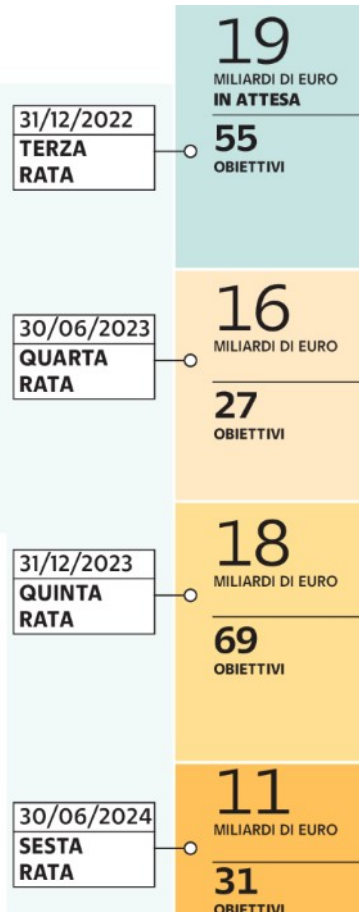 19
MILIARDI DI EURO
IN ATTESA
31/12/2022
TERZA
RATA
55
OBIETTIVI
16
MILIARDI DI EURO
30/06/2023
QUARTA
RATA
27
OBIETTIVI
18
MILIARDI DI EURO
31/12/2023
QUINTA
RATA
69
OBIETTIVI
11
MILIARDI DI EURO
30/06/2024
SESTA
RATA
31
OBIETTIVI